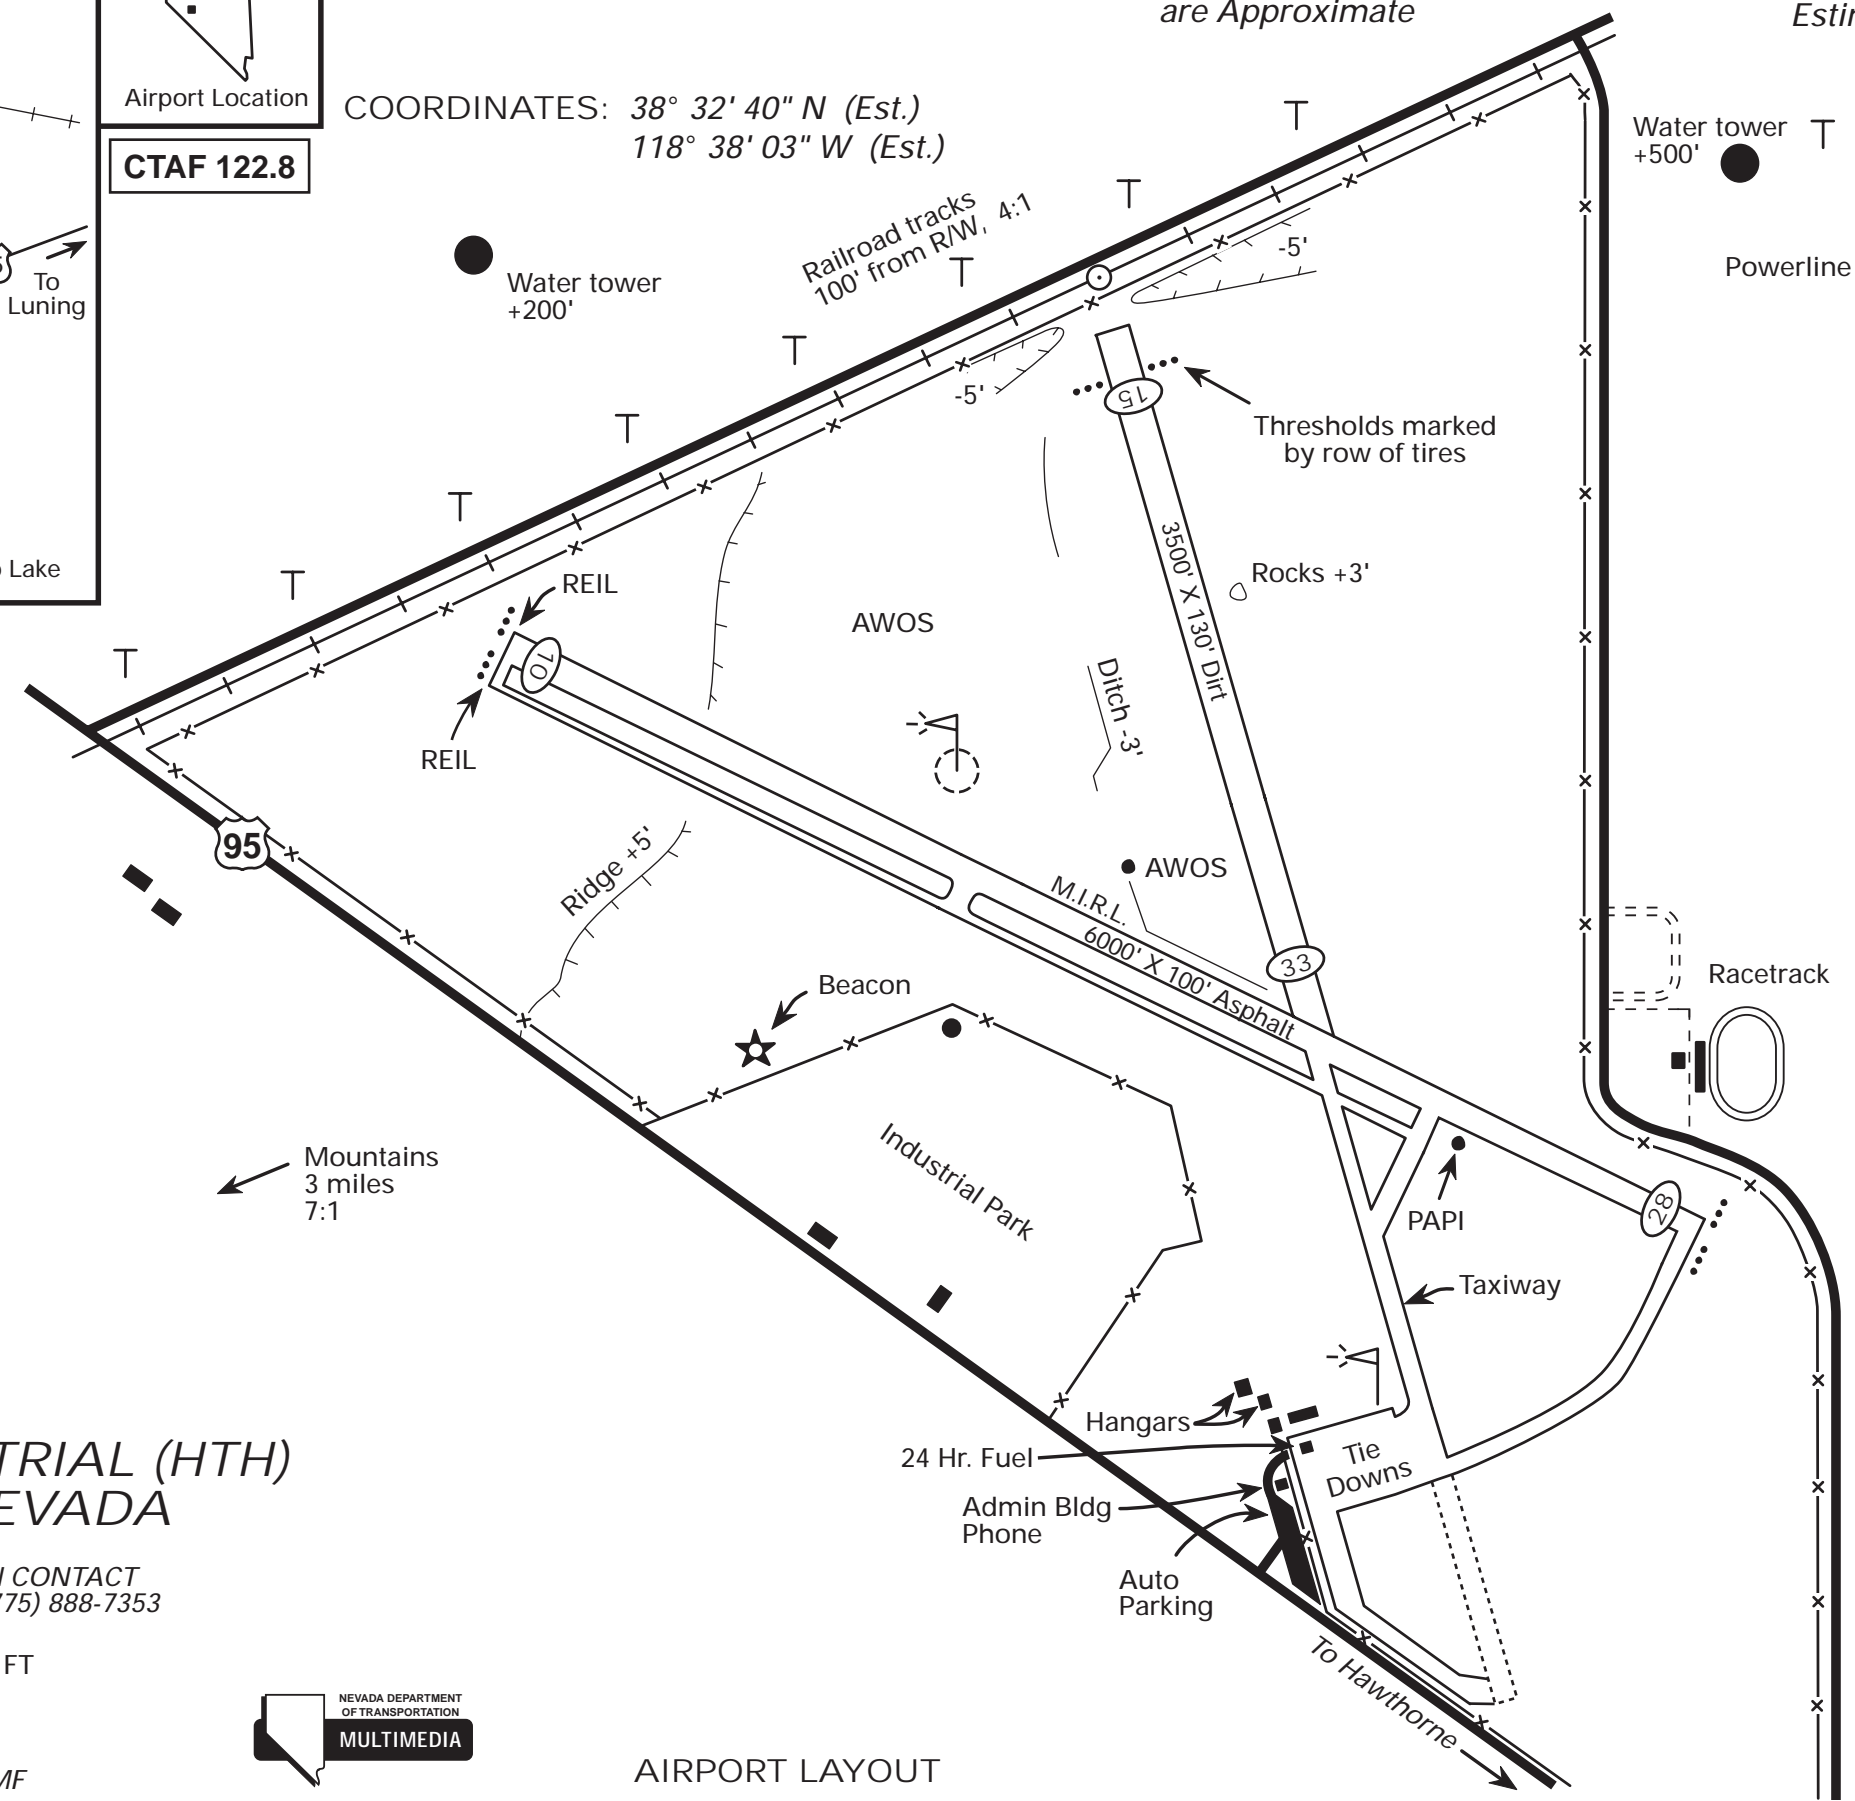 are Approximate
Airport Location
COORDINATES: 38° 32' 40" N (Est.)
118° 38' 03" W (Est.)
CTAF 122.8
To
Luning
Lake
Water tower
+200'
Railroad tracks
100' from R/W, 4:1
Water tower
+500'
Powerline
-5'
-5'
15
Thresholds marked
by row of tires
3500' X 130' Dirt
Rocks +3'
REIL
AWOS
10
REIL
Ditch -3'
95
Ridge +5'
AWOS
M.I.R.L.
6000' X 100' Asphalt
33
Racetrack
Beacon
Industrial Park
Mountains
3 miles
7:1
PAPI
28
Taxiway
Hangars
24 Hr. Fuel
Tie
Downs
Admin Bldg
Phone
Auto
Parking
To Hawthorne
TRIAL (HTH)
EVADA
CONTACT
775) 888-7353
FT
NEVADA DEPARTMENT
OF TRANSPORTATION
MULTIMEDIA
AIRPORT LAYOUT